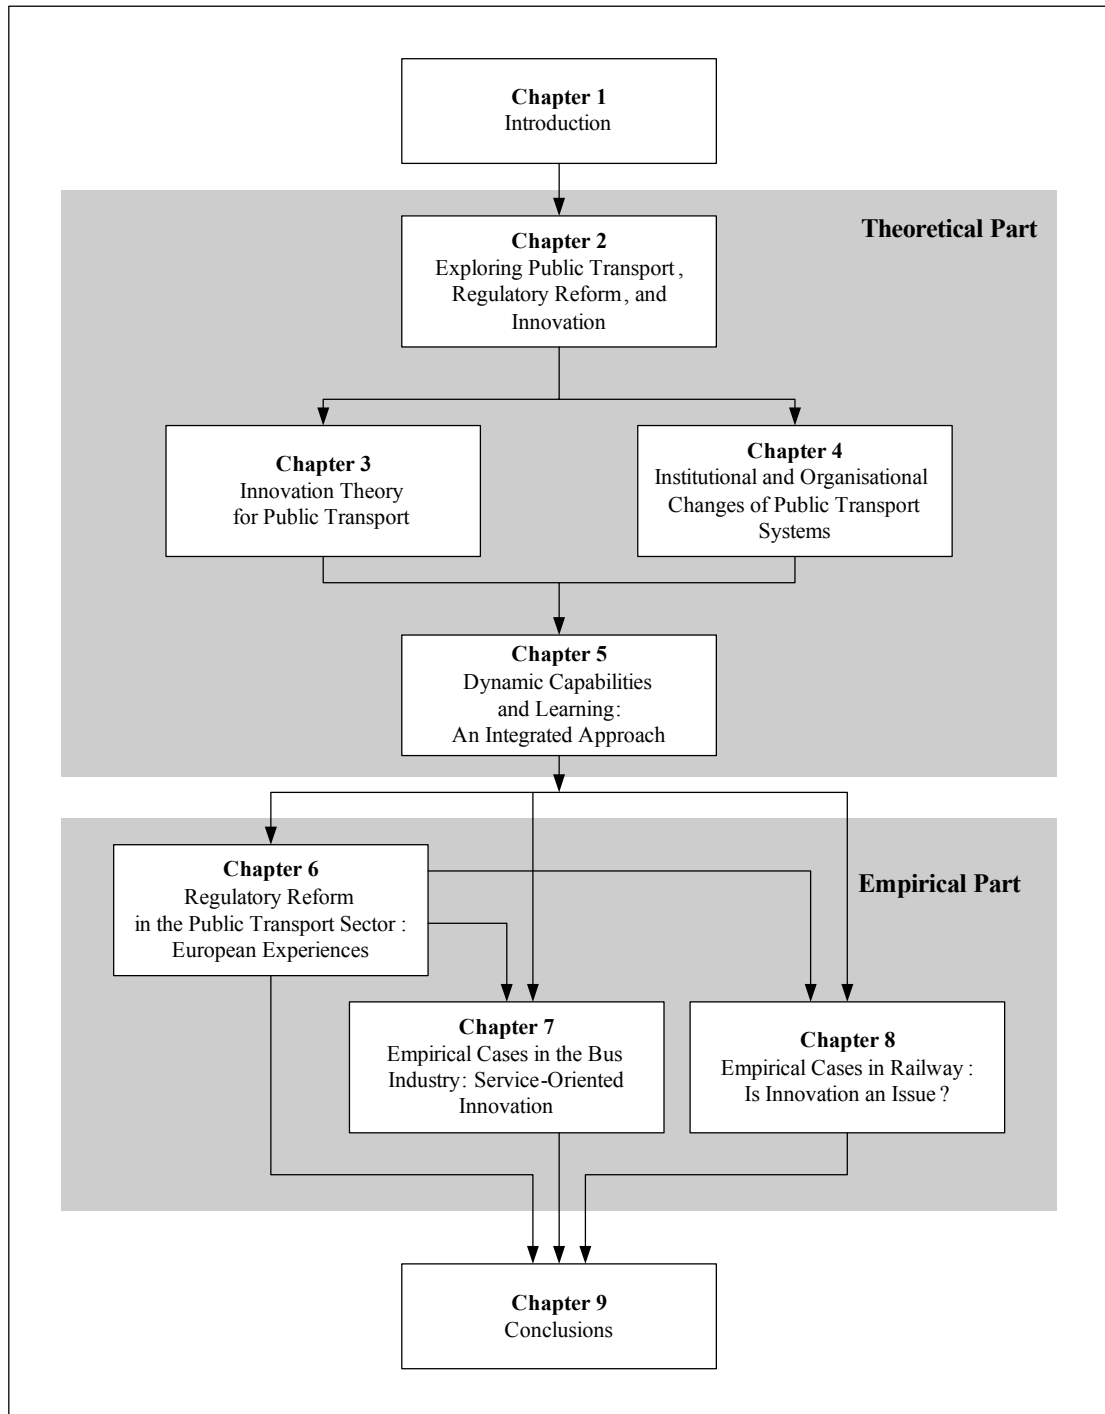 Chapter 1
Introduction
Theoretical Part
Chapter 2
Exploring Public Transport,
Regulatory Reform, and
Innovation
Chapter 3
Innovation Theory
for Public Transport
Chapter 4
Institutional and Organisational
Changes of Public Transport
Systems
Chapter 5
Dynamic Capabilities
and Learning:
An Integrated Approach
Empirical Part
Chapter 6
Regulatory Reform
in the Public Transport Sector :
European Experiences
Chapter 7
Empirical Cases in the Bus
Industry: Service-Oriented
Innovation
Chapter 8
Empirical Cases in Railway :
Is Innovation an Issue ?
Chapter 9
Conclusions